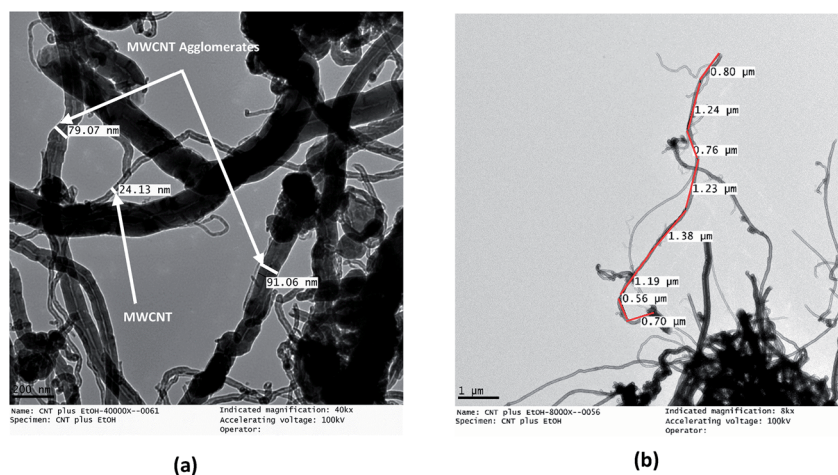 MWCNT Agglomerates
79.07 nm
24.13 nm
91.06 nm
MWCNT
200 nm
Name: CNT plus EtOH-40000X--0061
Specimen: CNT plus EtOH
Indicated magnification: 40kx
Accelerating voltage: 100kV
Operator:
(a)
0.80 µm
1.24 µm
0.76 µm
1.23 µm
1.38 µm
1.19 µm
0.56 µm
0.70 µm
1 µm
Name: CNT plus EtOH-8000X--0056
Specimen: CNT plus EtOH
Indicated magnification: 8kx
Accelerating voltage: 100kV
Operator:
(b)